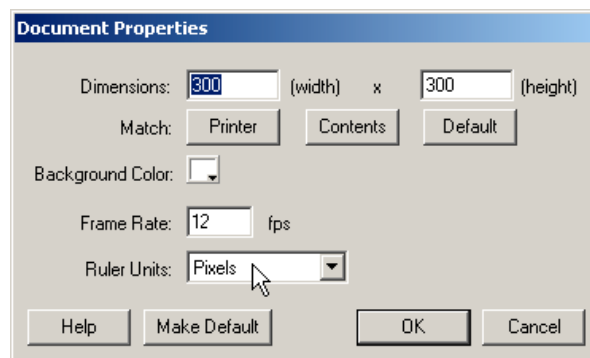 Document Properties
Dimensions: 300 (width) x 300 (height)
Match: Printer Contents Default
Background Color:
Frame Rate: 12 fps
Ruler Units: Pixels
Help Make Default OK Cancel